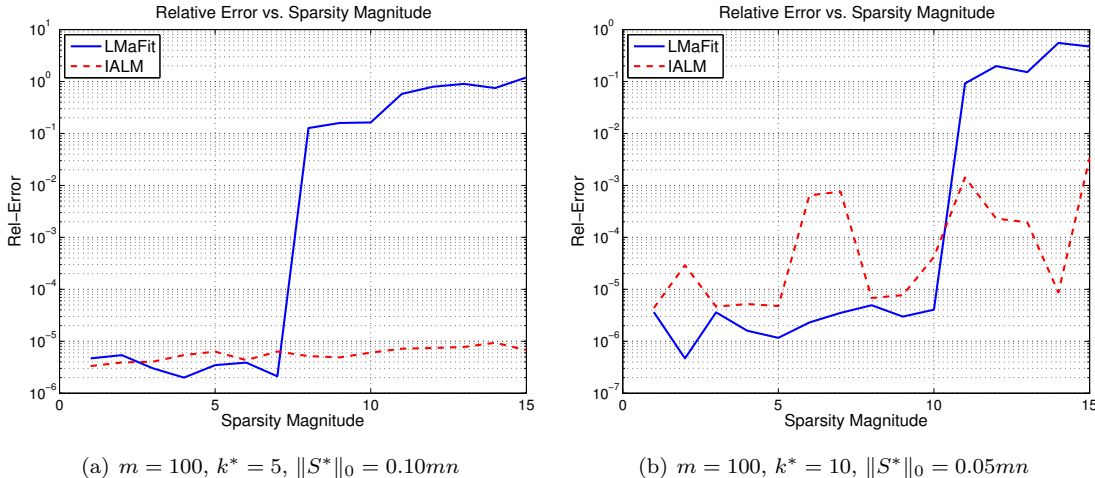 Relative Error vs. Sparsity Magnitude
10^1
10^0
10^-1
10^-2
10^-3
10^-4
10^-5
10^-6
Rel-Error
LMaFit
IALM
0 5 10 15
Sparsity Magnitude
(a) m = 100, k* = 5, ‖S*‖₀ = 0.10mn
Relative Error vs. Sparsity Magnitude
10^0
10^-1
10^-2
10^-3
10^-4
10^-5
10^-6
10^-7
Rel-Error
LMaFit
IALM
0 5 10 15
Sparsity Magnitude
(b) m = 100, k* = 10, ‖S*‖₀ = 0.05mn